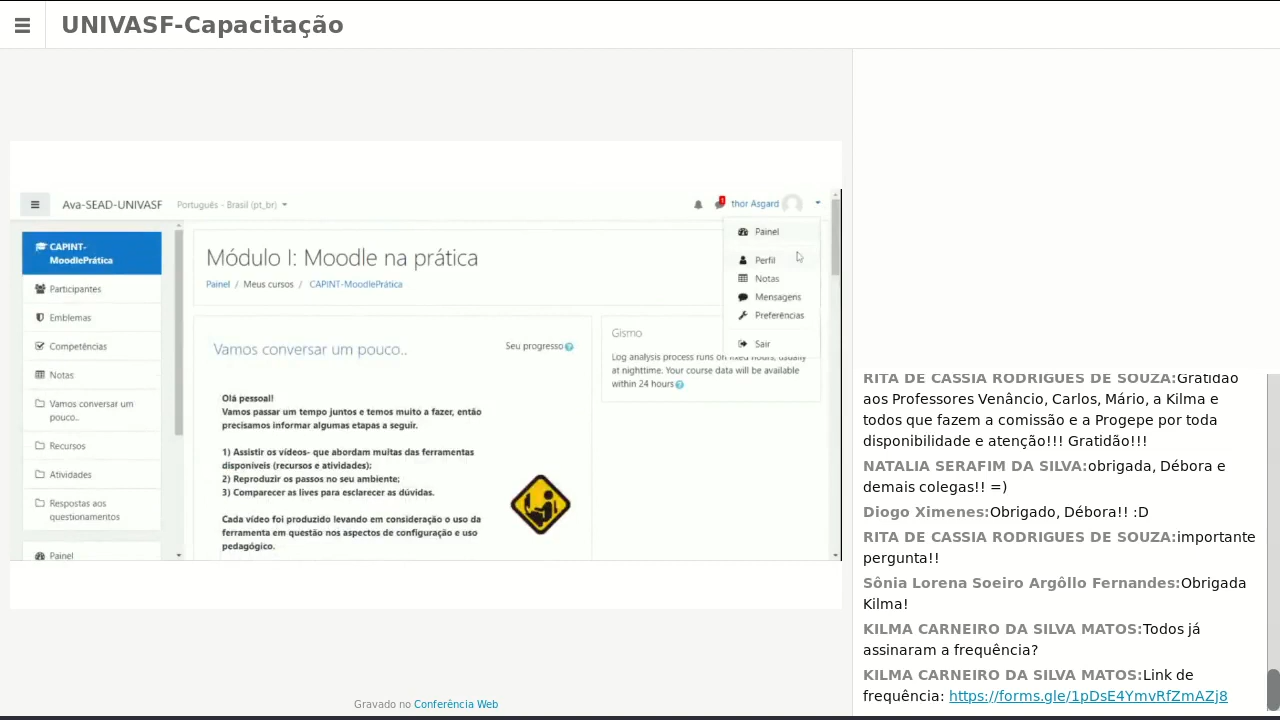 UNIVASF-Capacitação
Ava-SEAD-UNIVASF
Português - Brasil (pt_br)
1
thor Asgard
Painel
Perfil
Notas
Mensagens
Preferências
Sair
CAPINT-
MoodlePrática
Participantes
Emblemas
Competências
Notas
Vamos conversar um
pouco..
Recursos
Atividades
Respostas aos
questionamentos
Painel
Módulo I: Moodle na prática
Painel / Meus cursos / CAPINT-MoodlePrática
Vamos conversar um pouco..
Seu progresso
Olá pessoal!
Vamos passar um tempo juntos e temos muito a fazer, então
precisamos informar algumas etapas a seguir.
1) Assistir os vídeos- que abordam muitas das ferramentas
disponíveis (recursos e atividades);
2) Reproduzir os passos no seu ambiente;
3) Comparecer as lives para esclarecer as dúvidas.
Cada vídeo foi produzido levando em consideração o uso da
ferramenta em questão nos aspectos de configuração e uso
pedagógico.
Gismo
Log analysis process runs on fixed hours, usually
at nighttime. Your course data will be available
within 24 hours
Gravado no Conferência Web
RITA DE CASSIA RODRIGUES DE SOUZA:Gratidão
aos Professores Venâncio, Carlos, Mário, a Kilma e
todos que fazem a comissão e a Progepe por toda
disponibilidade e atenção!!! Gratidão!!!
NATALIA SERAFIM DA SILVA:obrigada, Débora e
demais colegas!! =)
Diogo Ximenes:Obrigado, Débora!! :D
RITA DE CASSIA RODRIGUES DE SOUZA:importante
pergunta!!
Sônia Lorena Soeiro Argôllo Fernandes:Obrigada
Kilma!
KILMA CARNEIRO DA SILVA MATOS:Todos já
assinaram a frequência?
KILMA CARNEIRO DA SILVA MATOS:Link de
frequência: https://forms.gle/1pDsE4YmvRfZmAZj8